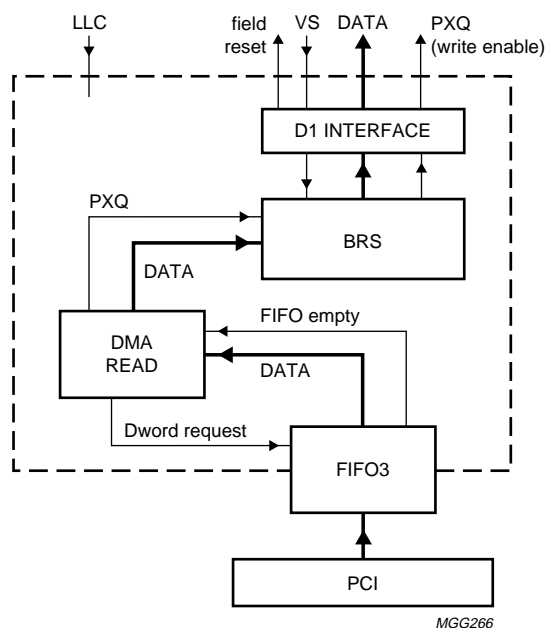 LLC
field
reset
VS
DATA
PXQ
(write enable)
D1 INTERFACE
PXQ
BRS
DATA
FIFO empty
DMA
READ
DATA
Dword request
FIFO3
PCI
MGG266